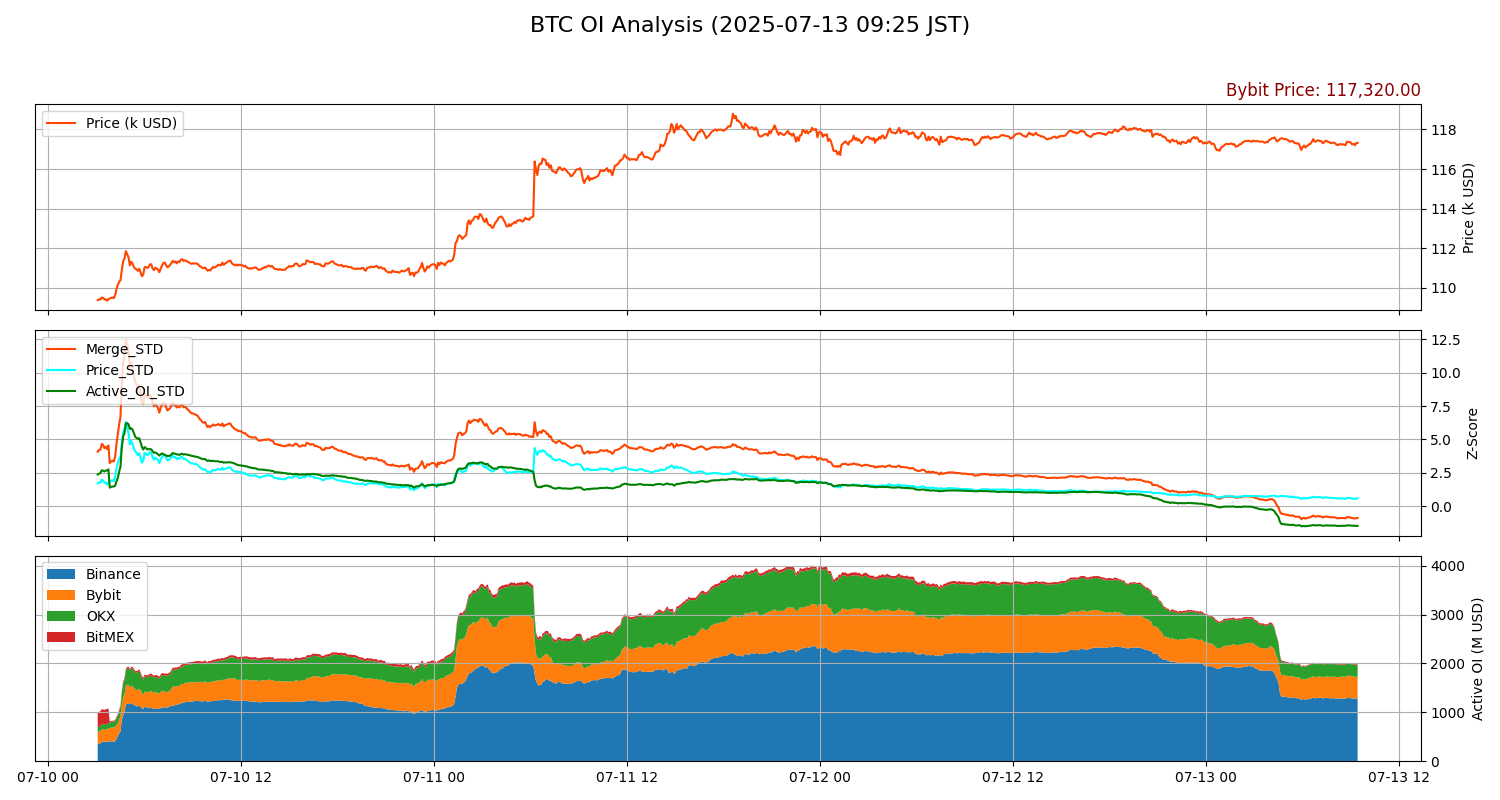 BTC OI Analysis (2025-07-13 09:25 JST)
Bybit Price: 117,320.00
Price (k USD)
118
116
114
112
110
Price (k USD)
Merge_STD
Price_STD
Active_OI_STD
12.5
10.0
7.5
5.0
2.5
0.0
Z-Score
Binance
Bybit
OKX
BitMEX
4000
3000
2000
1000
0
Active OI (M USD)
07-10 00
07-10 12
07-11 00
07-11 12
07-12 00
07-12 12
07-13 00
07-13 12